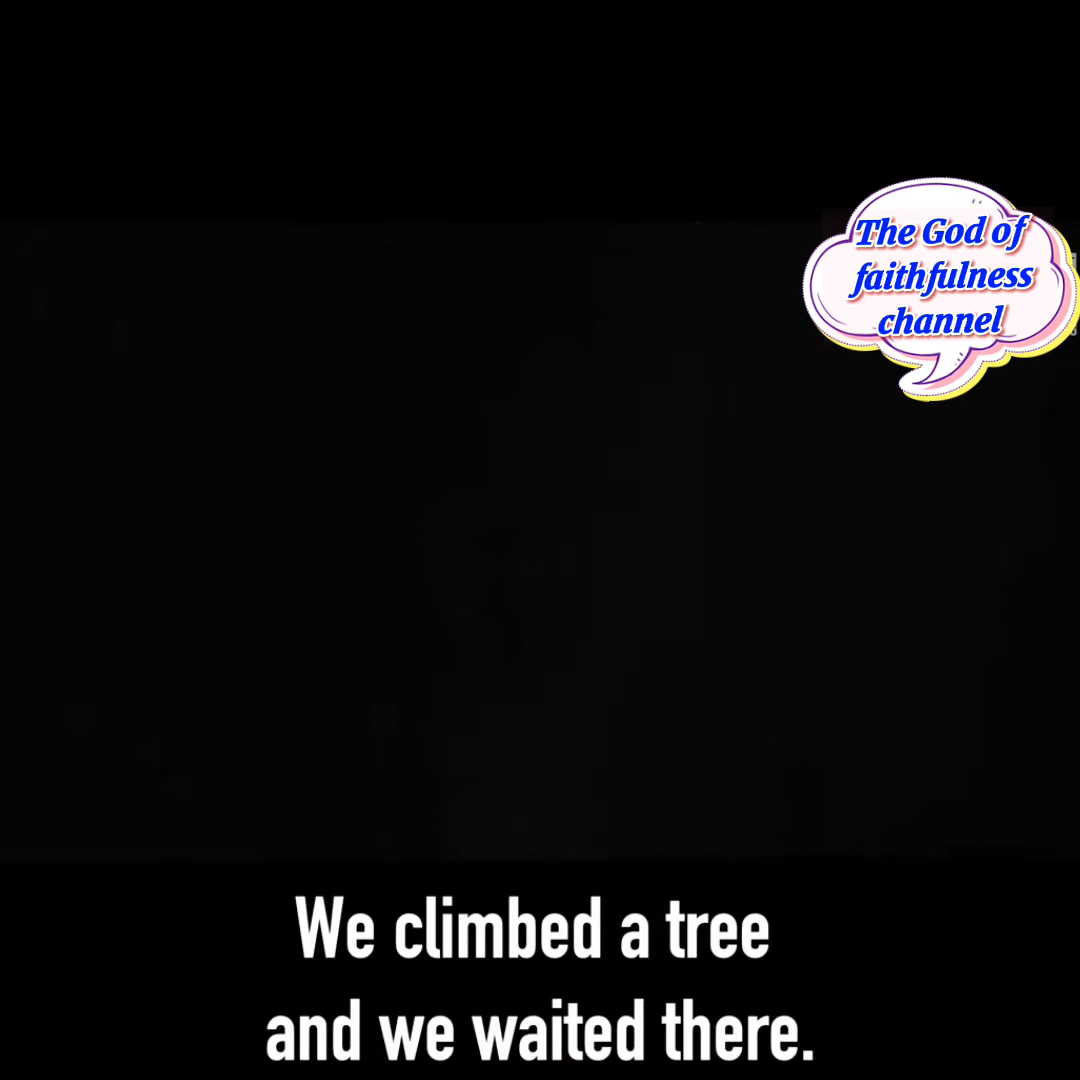 The God of
faithfulness
channel
We climbed a tree
and we waited there.